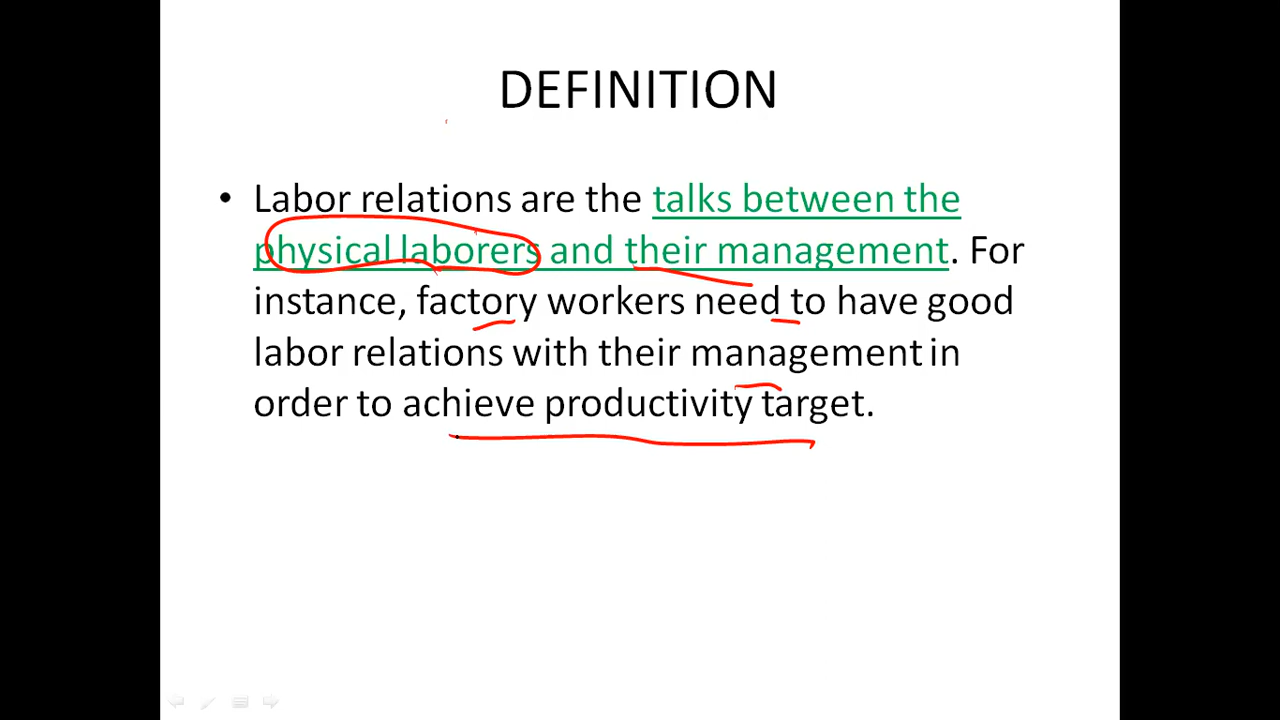 DEFINITION
• Labor relations are the talks between the
physical laborers and their management. For
instance, factory workers need to have good
labor relations with their management in
order to achieve productivity target.